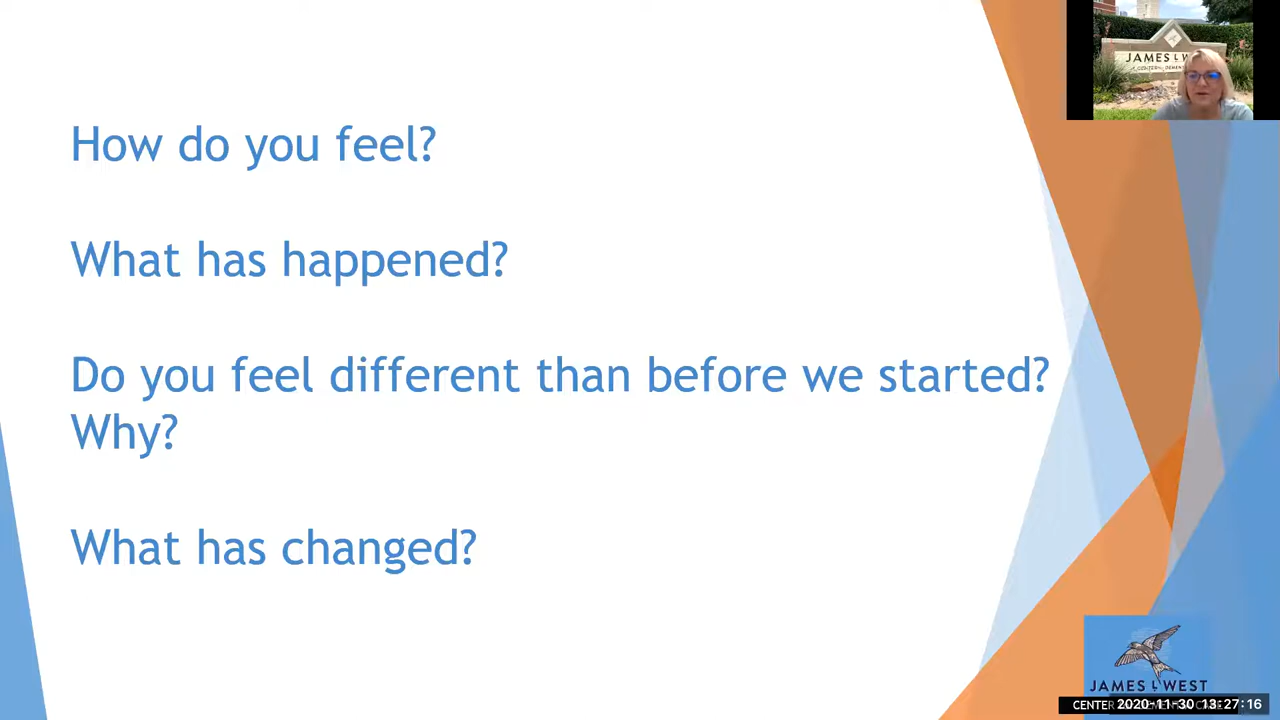 JAMES L W
How do you feel?
What has happened?
Do you feel different than before we started?
Why?
What has changed?
JAMES L WEST
CENTER
2020-11-30 13:27:16